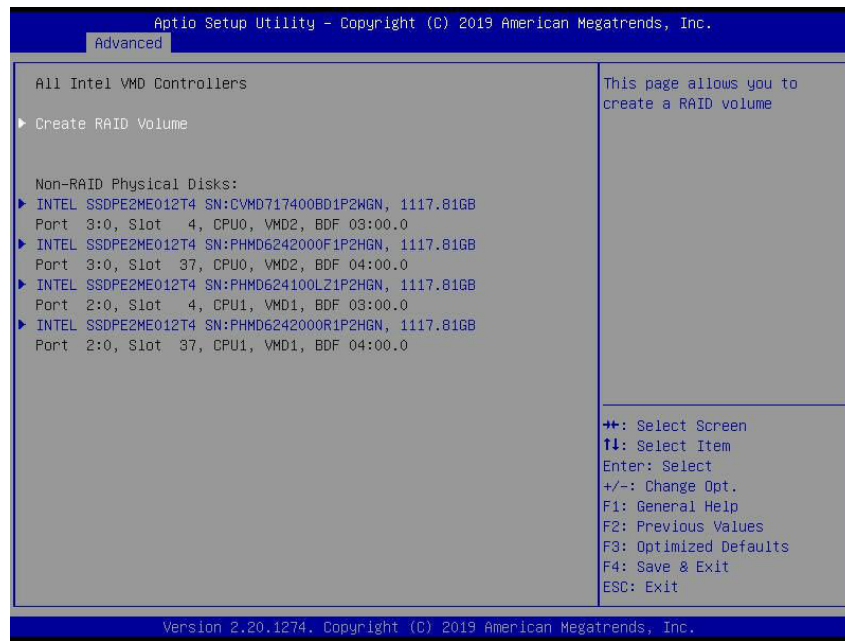 Aptio Setup Utility – Copyright (C) 2019 American Megatrends, Inc.
Advanced
All Intel VMD Controllers
This page allows you to
create a RAID volume
Create RAID Volume
Non-RAID Physical Disks:
INTEL SSDPE2ME012T4 SN:CVMD717400BD1P2WGN, 1117.81GB
Port 3:0, Slot 4, CPU0, VMD2, BDF 03:00.0
INTEL SSDPE2ME012T4 SN:PHMD6242000F1P2HGN, 1117.81GB
Port 3:0, Slot 37, CPU0, VMD2, BDF 04:00.0
INTEL SSDPE2ME012T4 SN:PHMD624100LZ1P2HGN, 1117.81GB
Port 2:0, Slot 4, CPU1, VMD1, BDF 03:00.0
INTEL SSDPE2ME012T4 SN:PHMD6242000R1P2HGN, 1117.81GB
Port 2:0, Slot 37, CPU1, VMD1, BDF 04:00.0
→←: Select Screen
↑↓: Select Item
Enter: Select
+/-: Change Opt.
F1: General Help
F2: Previous Values
F3: Optimized Defaults
F4: Save & Exit
ESC: Exit
Version 2.20.1274. Copyright (C) 2019 American Megatrends, Inc.